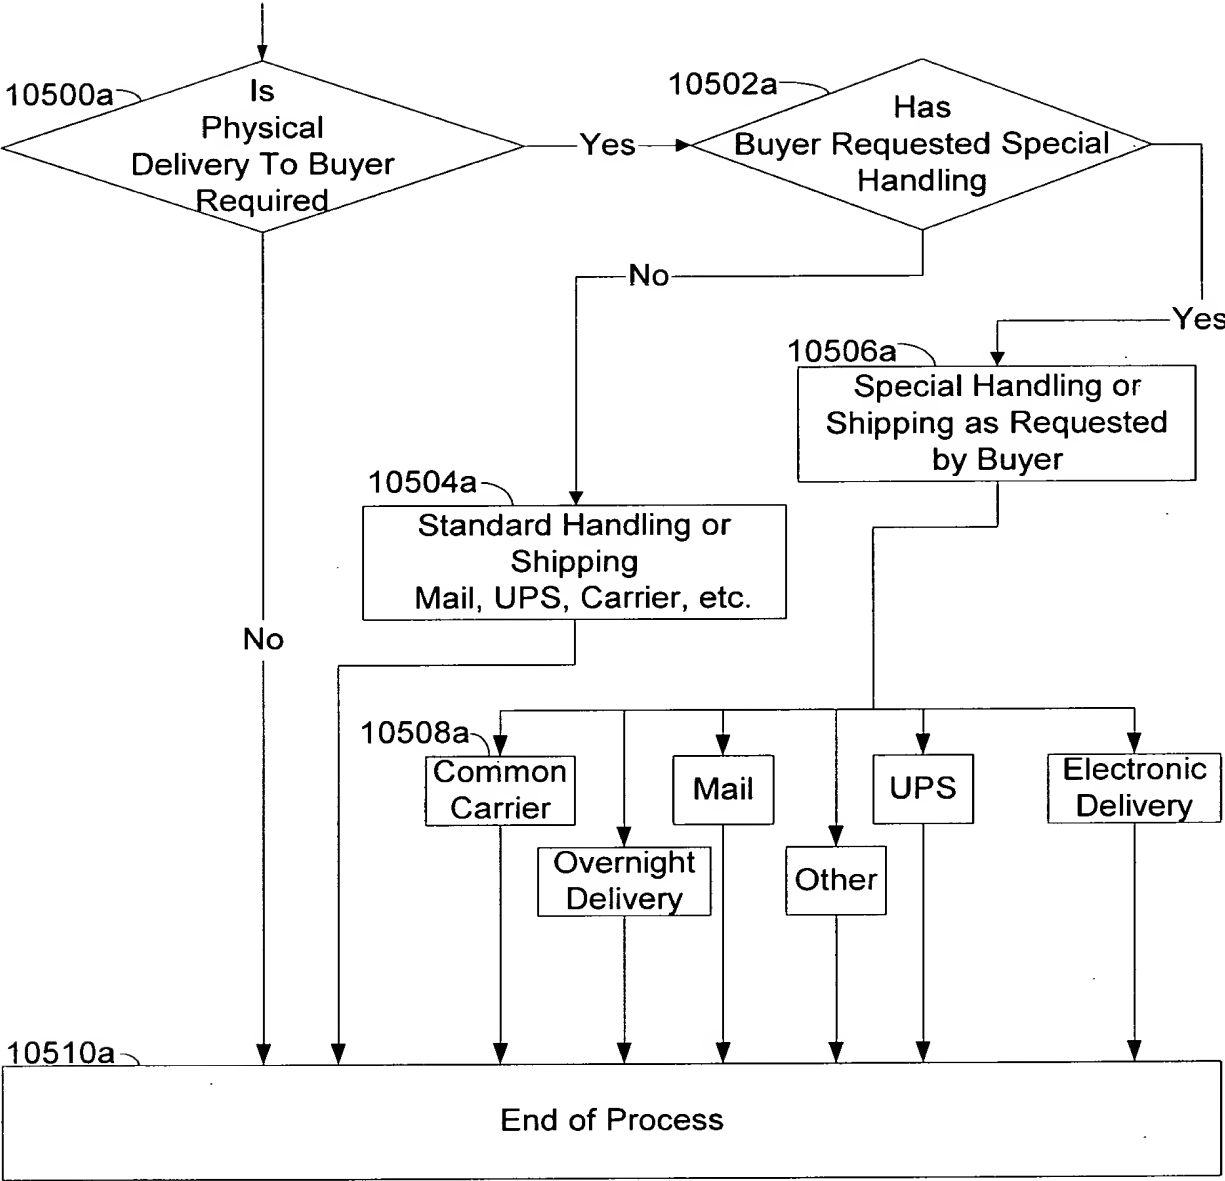 10500a
Is
Physical
Delivery To Buyer
Required
Yes
10502a
Has
Buyer Requested Special
Handling
No
Yes
10506a
Special Handling or
Shipping as Requested
by Buyer
10504a
Standard Handling or
Shipping
Mail, UPS, Carrier, etc.
No
10508a
Common
Carrier
Overnight
Delivery
Mail
Other
UPS
Electronic
Delivery
10510a
End of Process